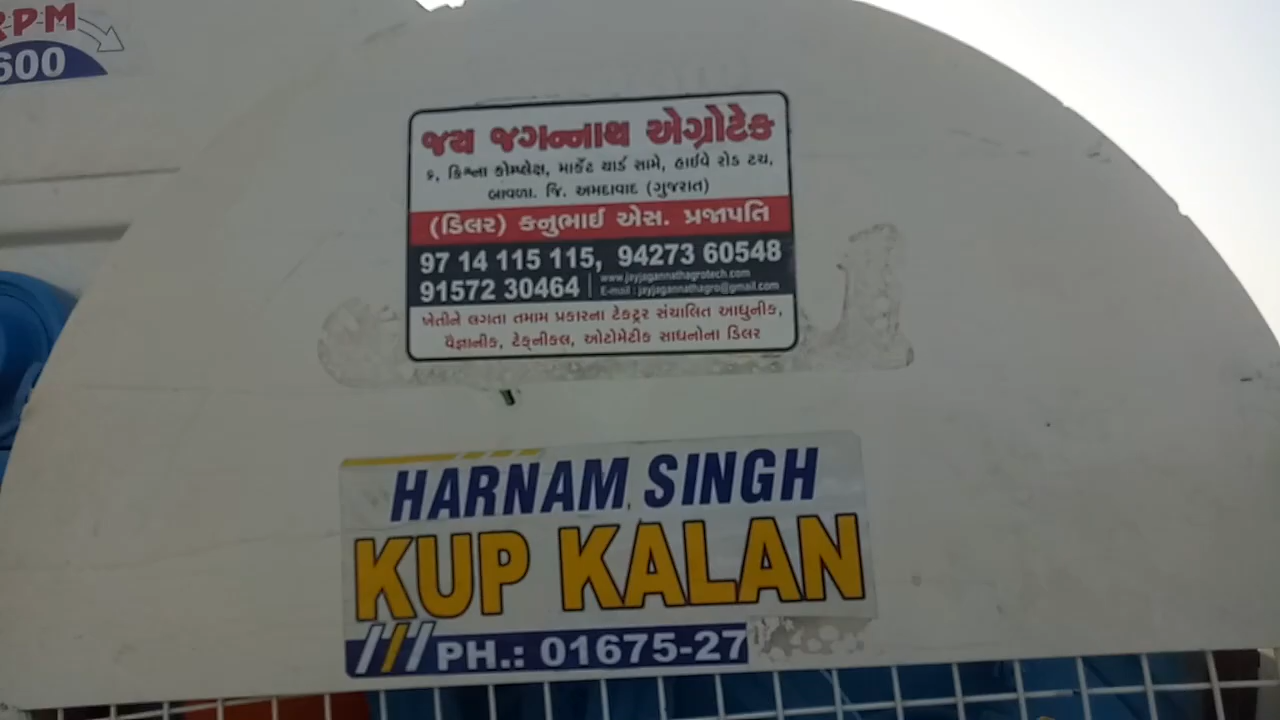 RPM
600
જય જગન્નાથ એગ્રોટેક
૬, ક્રિશ્ના કોમ્પ્લેક્ષ, માર્કેટ યાર્ડ સામે, હાઈવે રોડ ટચ,
બાવળા. જિ. અમદાવાદ (ગુજરાત)
(ડિલર) કનુભાઈ એસ. પ્રજાપતિ
97 14 115 115, 94273 60548
91572 30464
www.jayjagannathagrotech.com
E-mail : jayjagannathagro@gmail.com
ખેતીને લગતા તમામ પ્રકારના ટેકટ્રર સંચાલિત આધુનીક,
વૈજ્ઞાનીક, ટેક્નીકલ, ઓટોમેટીક સાધનોના ડિલર
HARNAM SINGH
KUP KALAN
PH.: 01675-27